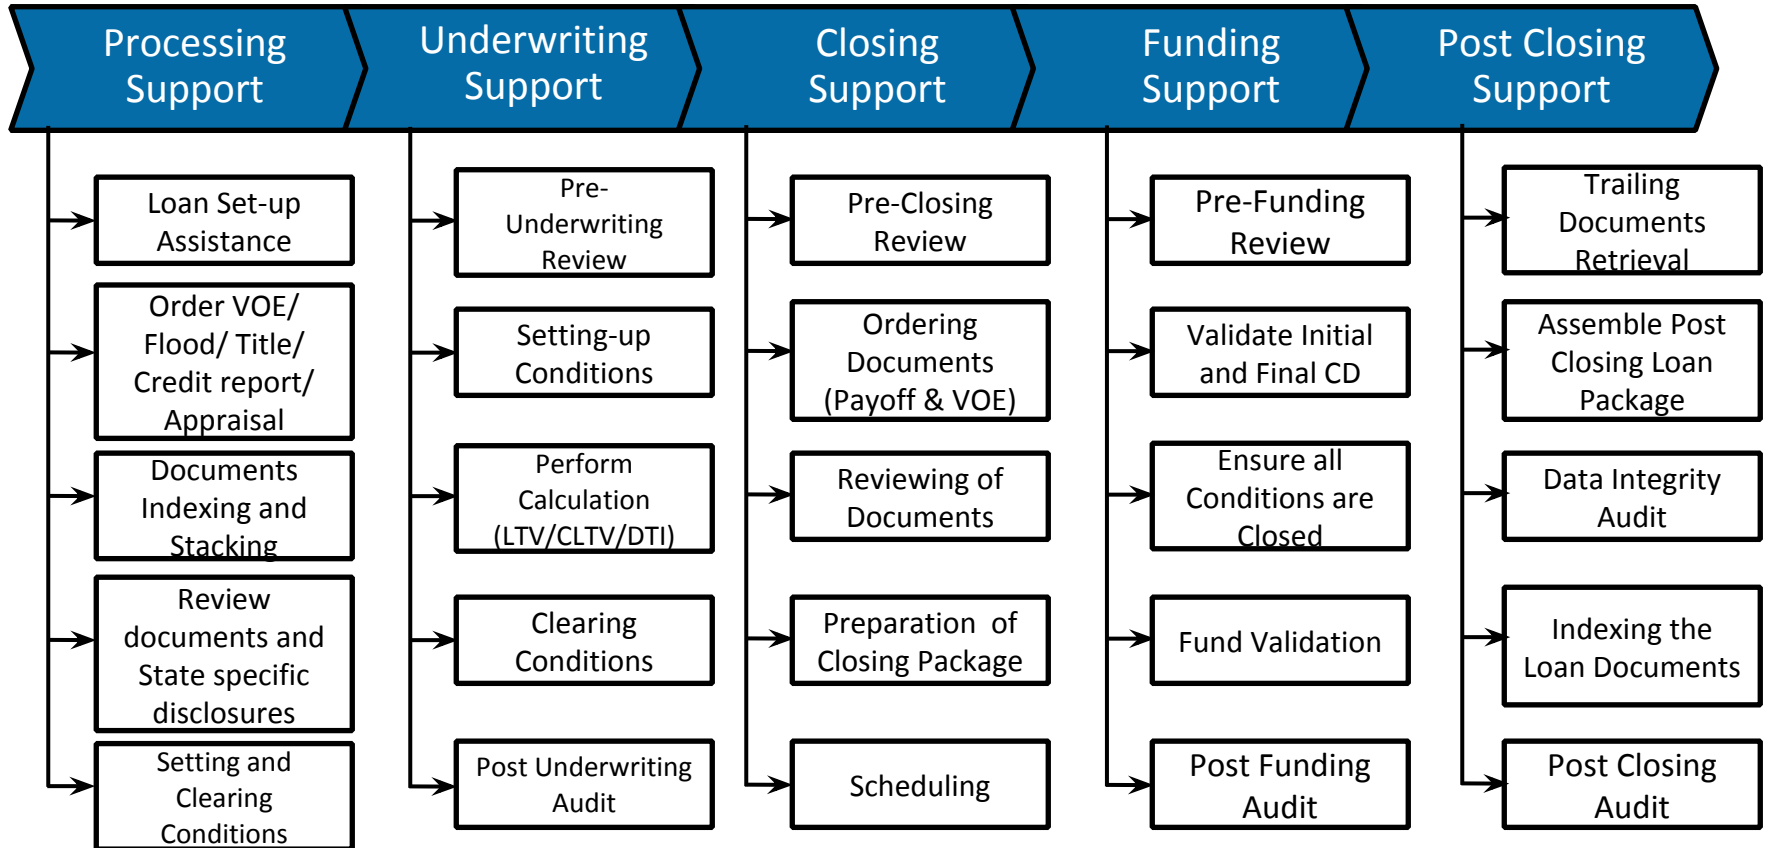 Processing
Support
Underwriting
Support
Closing
Support
Funding
Support
Post Closing
Support
Loan Set-up
Assistance
Order VOE/
Flood/ Title/
Credit report/
Appraisal
Documents
Indexing and
Stacking
Review
documents and
State specific
disclosures
Setting and
Clearing
Conditions
Pre-
Underwriting
Review
Setting-up
Conditions
Perform
Calculation
(LTV/CLTV/DTI)
Clearing
Conditions
Post Underwriting
Audit
Pre-Closing
Review
Ordering
Documents
(Payoff & VOE)
Reviewing of
Documents
Preparation of
Closing Package
Scheduling
Pre-Funding
Review
Validate Initial
and Final CD
Ensure all
Conditions are
Closed
Fund Validation
Post Funding
Audit
Trailing
Documents
Retrieval
Assemble Post
Closing Loan
Package
Data Integrity
Audit
Indexing the
Loan Documents
Post Closing
Audit